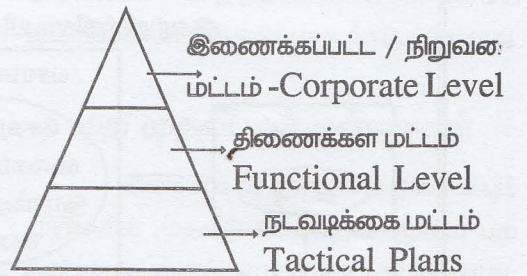 இணைக்கப்பட்ட / நிறுவன
மட்டம் -Corporate Level
திணைக்கள மட்டம்
Functional Level
நடவடிக்கை மட்டம்
Tactical Plans